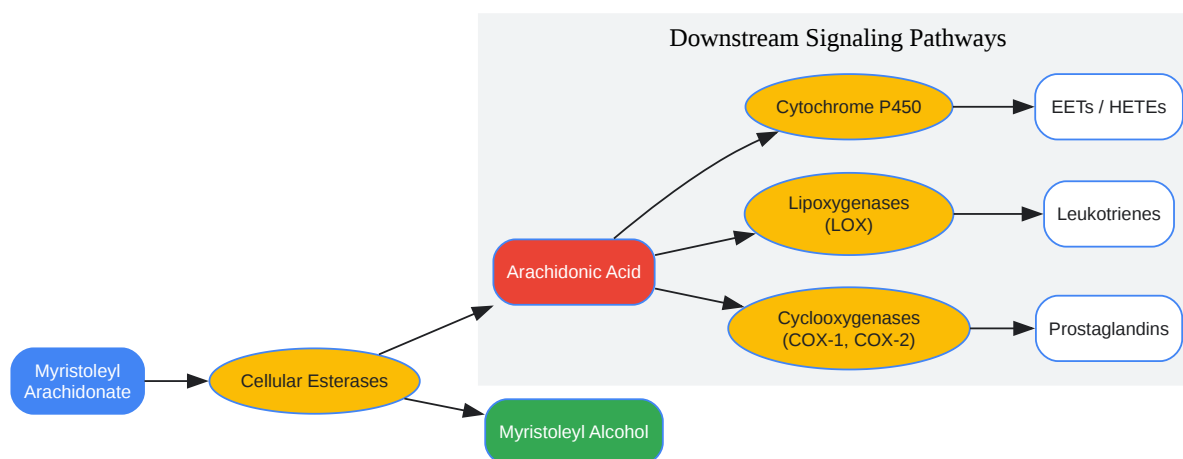 Downstream Signaling Pathways
Cytochrome P450
EETs / HETEs
Lipoxygenases
(LOX)
Leukotrienes
Arachidonic Acid
Cyclooxygenases
(COX-1, COX-2)
Prostaglandins
Myristoleyl
Arachidonate
Cellular Esterases
Myristoleyl Alcohol